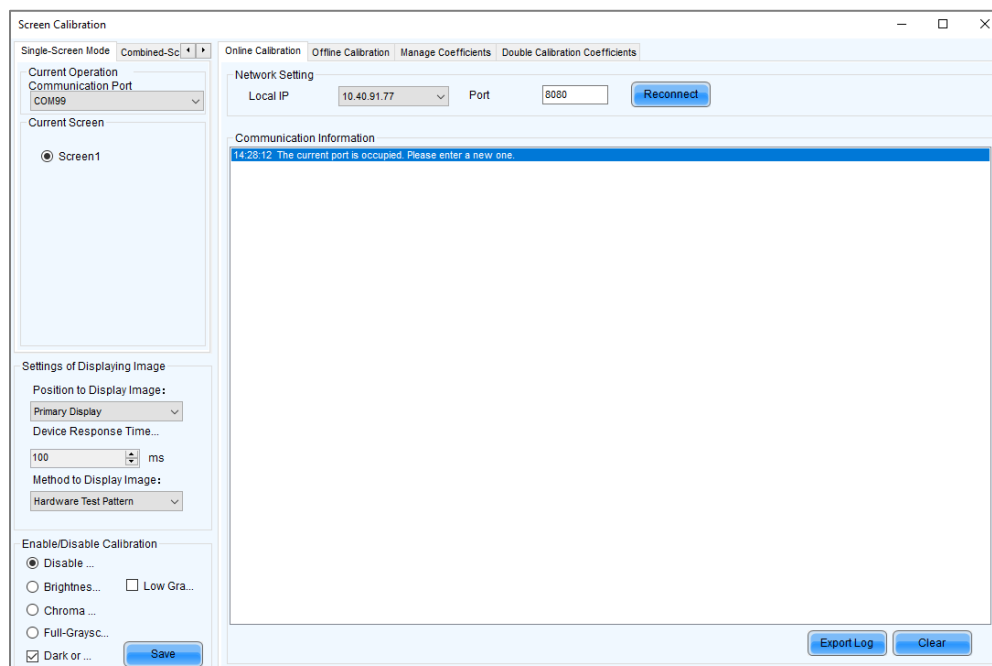 Screen Calibration
Single-Screen Mode
Combined-Sc
Current Operation
Communication Port
COM99
Current Screen
Screen1
Settings of Displaying Image
Position to Display Image:
Primary Display
Device Response Time...
100 ms
Method to Display Image:
Hardware Test Pattern
Enable/Disable Calibration
Disable ...
Brightnes... Low Gra...
Chroma ...
Full-Graysc...
Dark or ... Save
Online Calibration Offline Calibration Manage Coefficients Double Calibration Coefficients
Network Setting
Local IP 10.40.91.77 Port 8080 Reconnect
Communication Information
14:28:12 The current port is occupied. Please enter a new one.
Export Log Clear